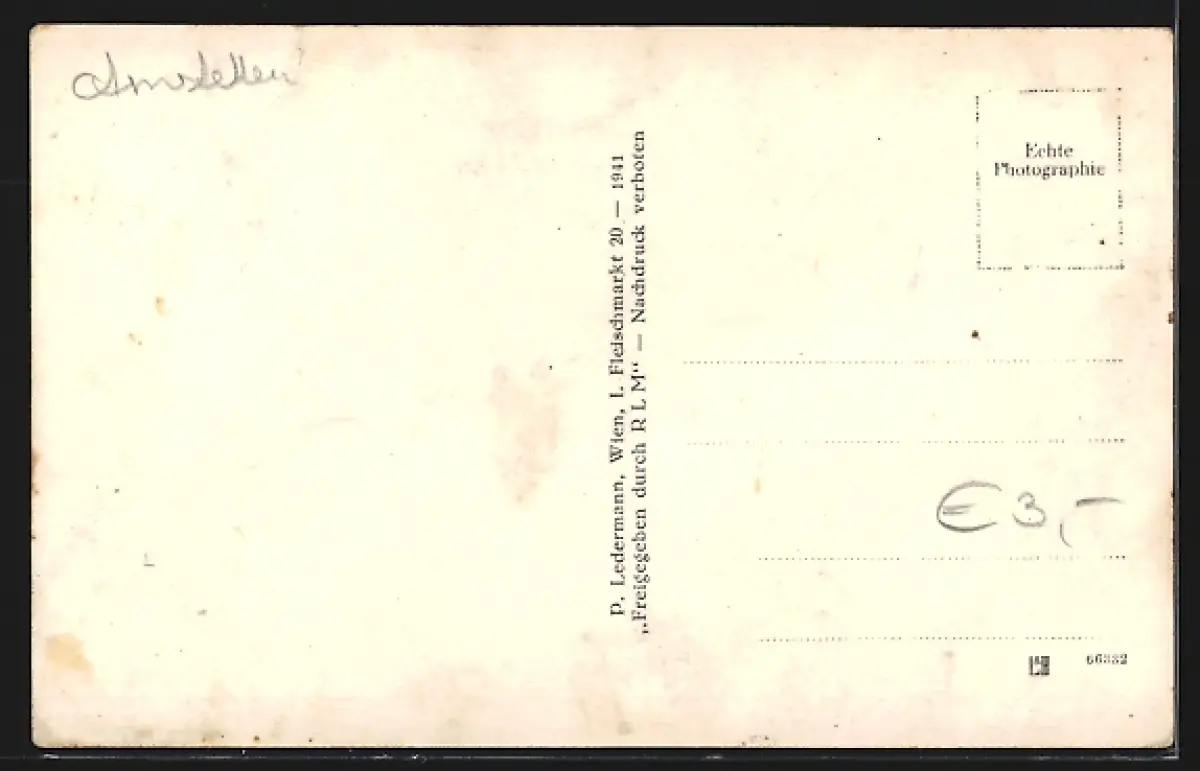 Amstetten
P. Ledermann, Wien, I. Fleischmarkt 20 — 1941
„Freigegeben durch R L M“ — Nachdruck verboten
Echte
Photographie
€ 3,-
66332